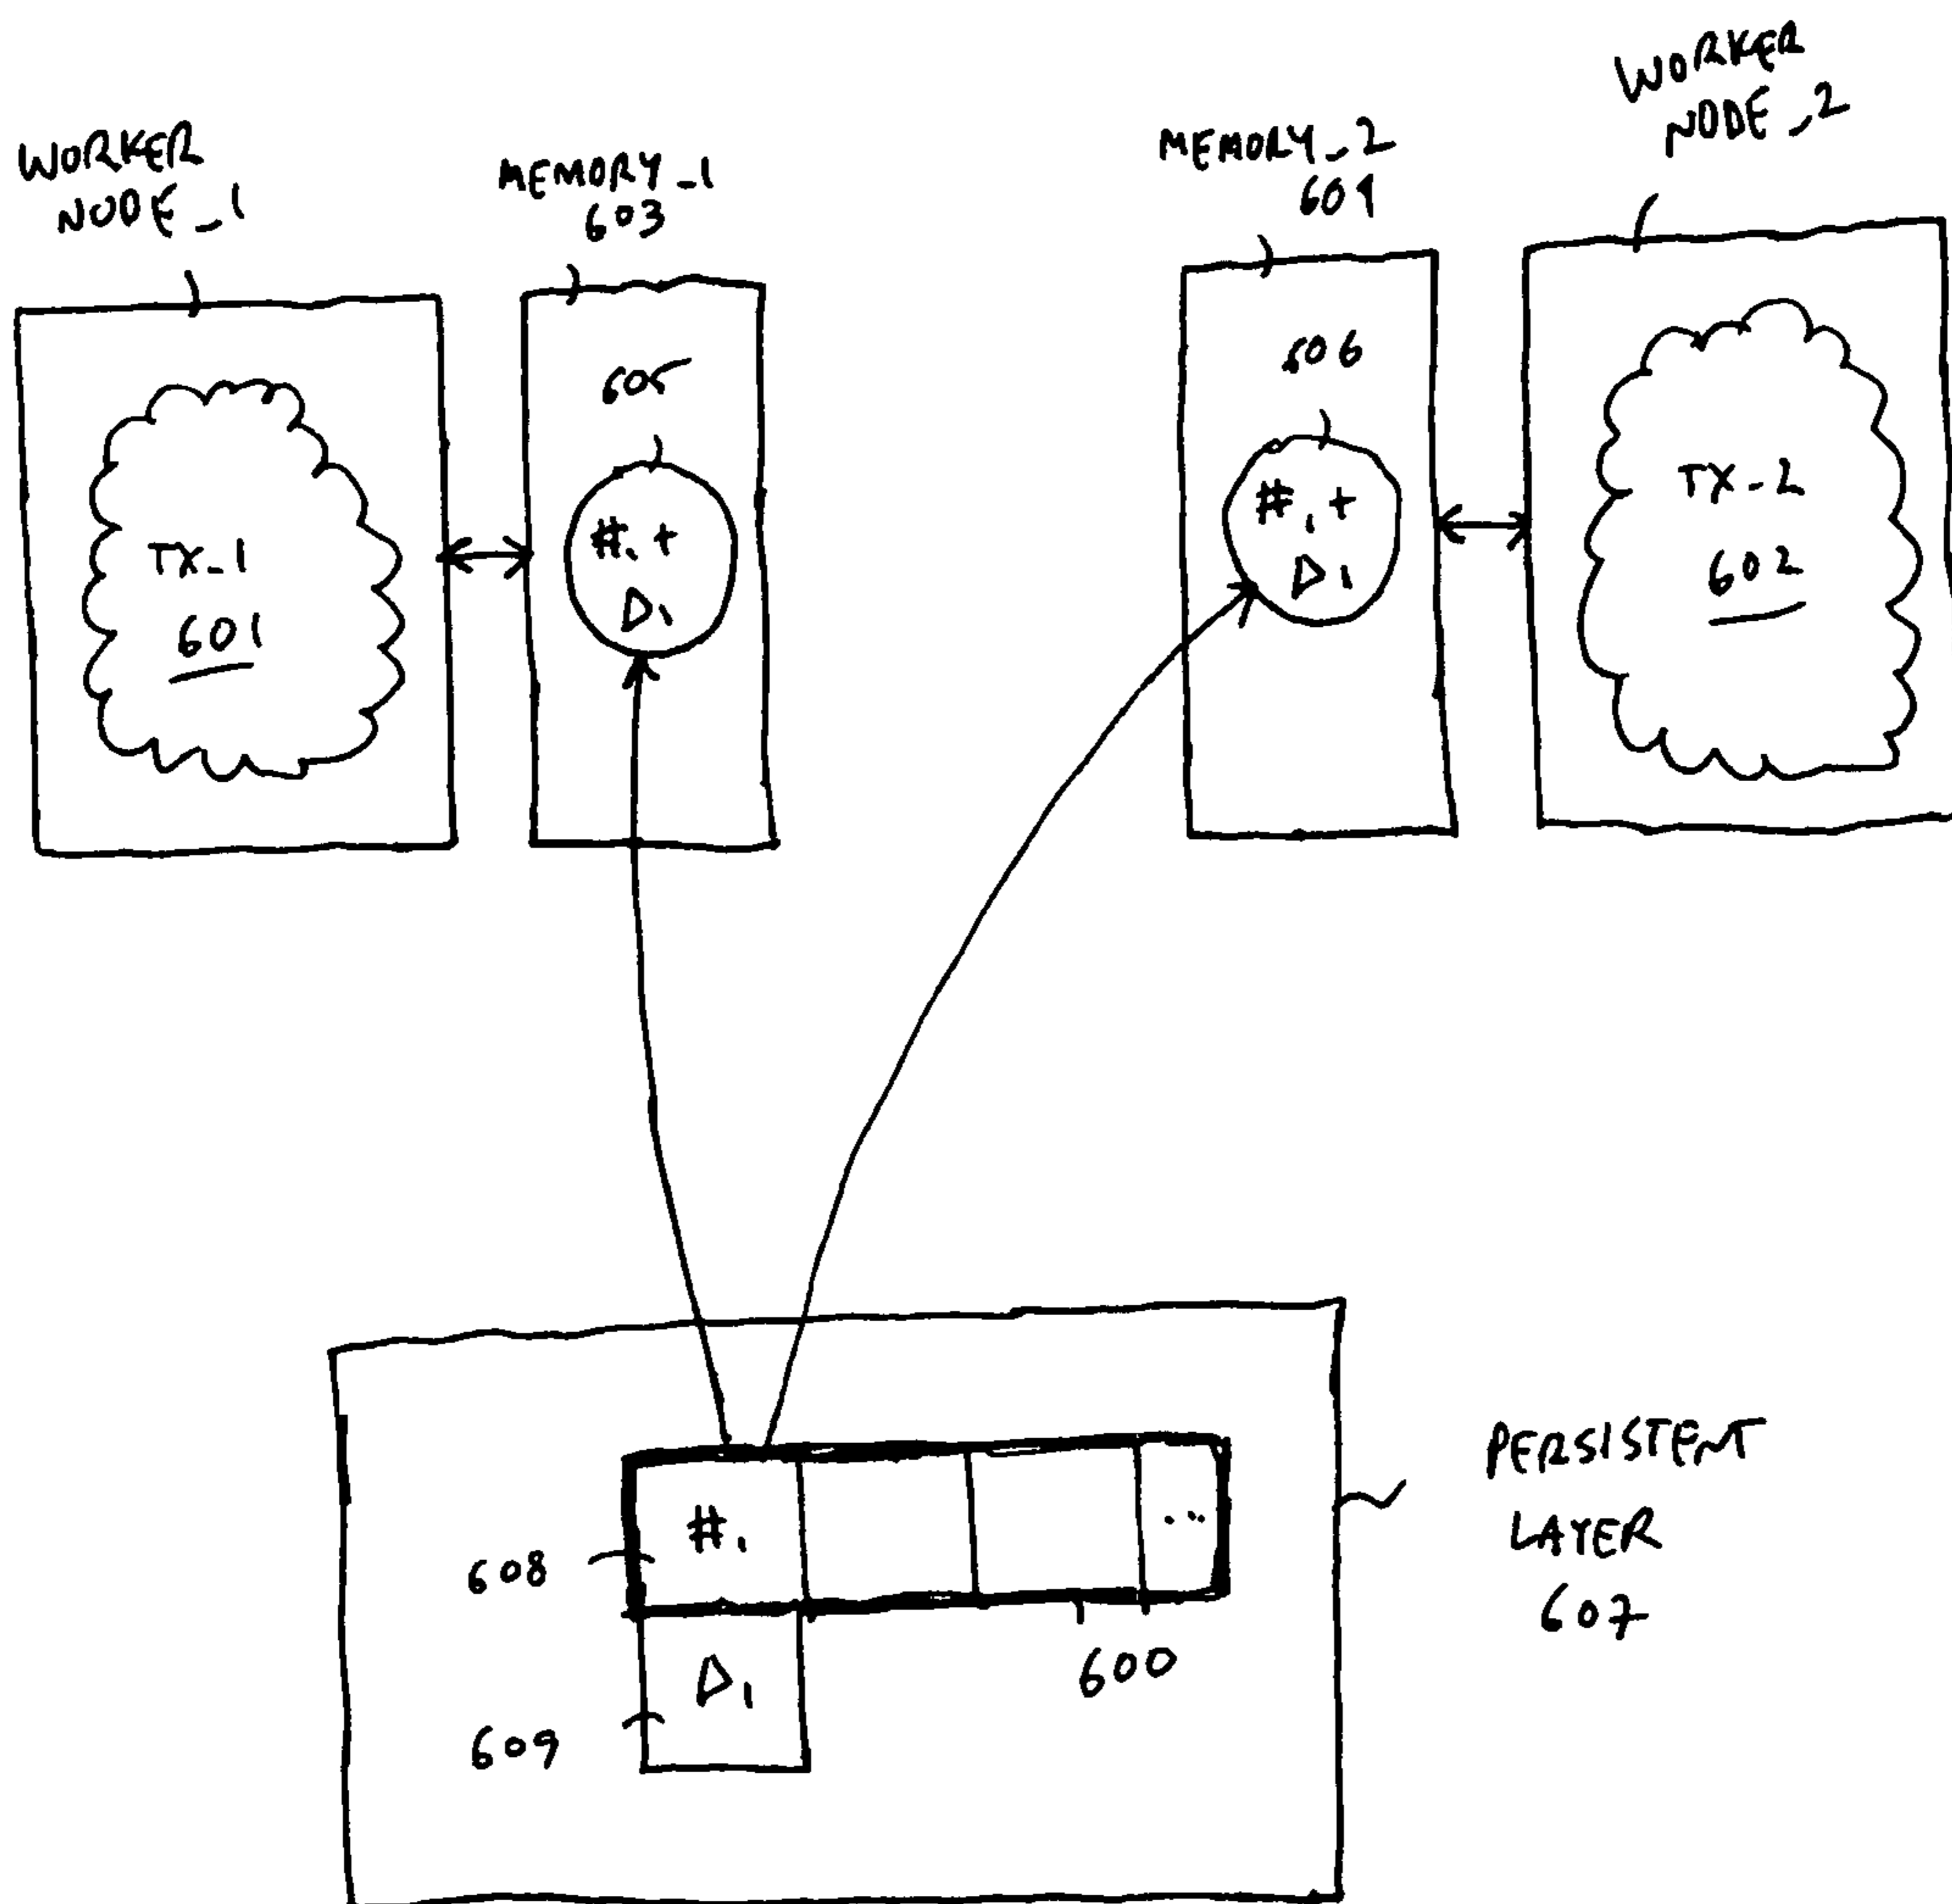 WORKER
NODE_1
MEMORY_1
603
MEMORY_2
604
WORKER
NODE_2
605
606
#1 +
D1
#1 +
D1
TX_1
601
TX_2
602
#1
..
608
D1
609
600
PERSISTENT
LAYER
607